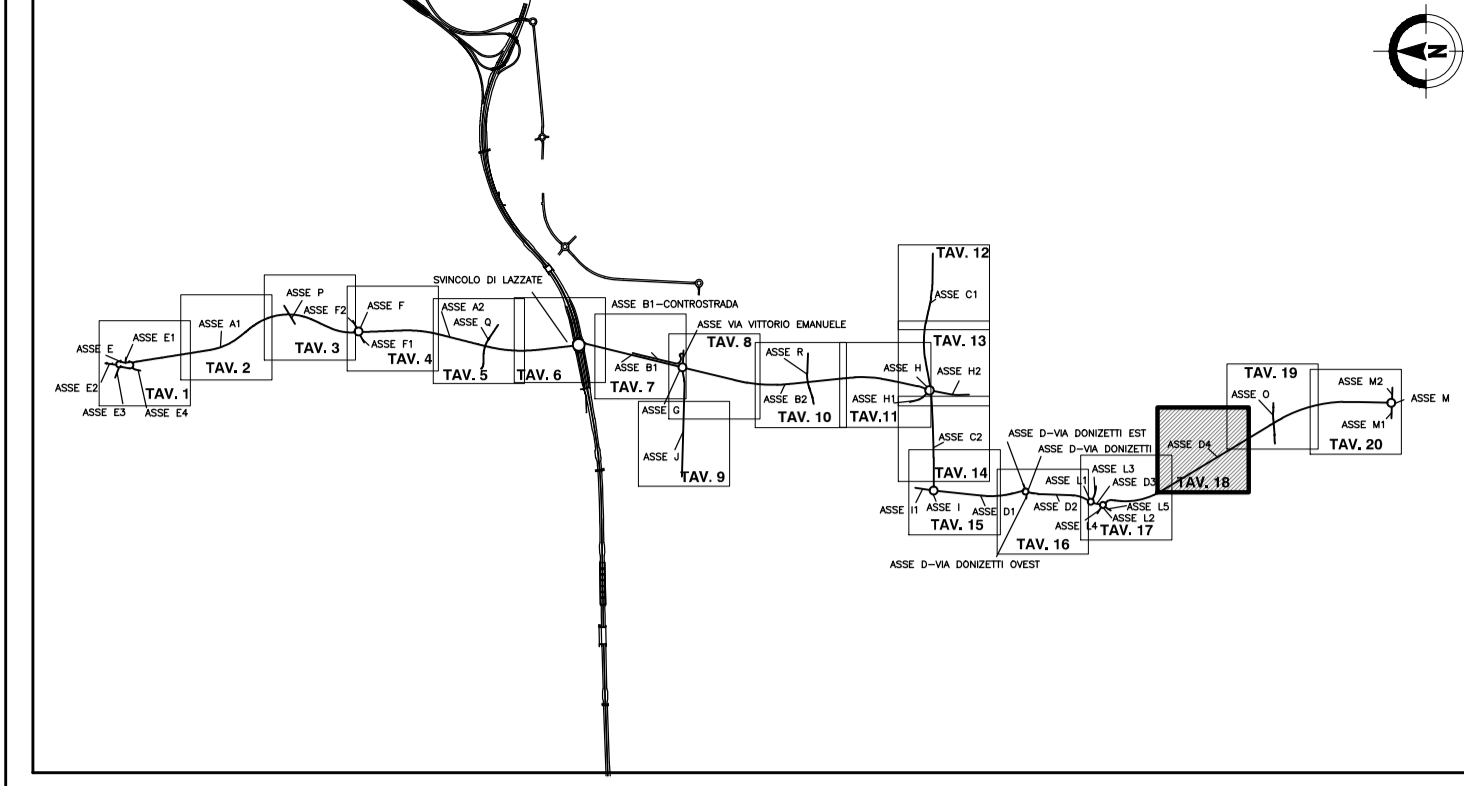 N
SVINCOLO DI LAZZATE
ASSE P
ASSE F2
ASSE F
ASSE A2
ASSE Q
ASSE A1
ASSE E1
ASSE E
ASSE E2
ASSE E3
ASSE E4
ASSE F1
TAV. 1
TAV. 2
TAV. 3
TAV. 4
TAV. 5
TAV. 6
ASSE B1-CONTROSTRADA
ASSE VIA VITTORIO EMANUELE
TAV. 7
TAV. 8
ASSE B1
ASSE G
ASSE J
TAV. 9
ASSE R
ASSE B2
TAV. 10
ASSE H
ASSE H1
ASSE H2
TAV.11
TAV. 12
ASSE C1
TAV. 13
ASSE C2
TAV. 14
ASSE I1
ASSE I
ASSE D1
TAV. 15
ASSE D-VIA DONIZETTI EST
ASSE D-VIA DONIZETTI
ASSE D2
TAV. 16
ASSE D-VIA DONIZETTI OVEST
ASSE L1
ASSE L3
ASSE D3
ASSE L5
ASSE L2
ASSE L4
TAV. 17
ASSE D4
TAV. 18
TAV. 19
ASSE O
ASSE M2
ASSE M
ASSE M1
TAV. 20